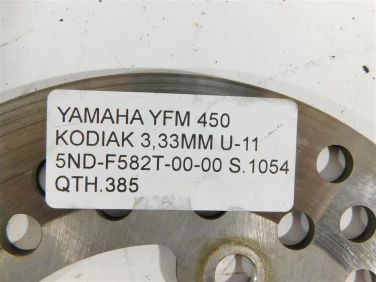 YAMAHA YFM 450
KODIAK 3,33MM U-11
5ND-F582T-00-00 S.1054
QTH.385